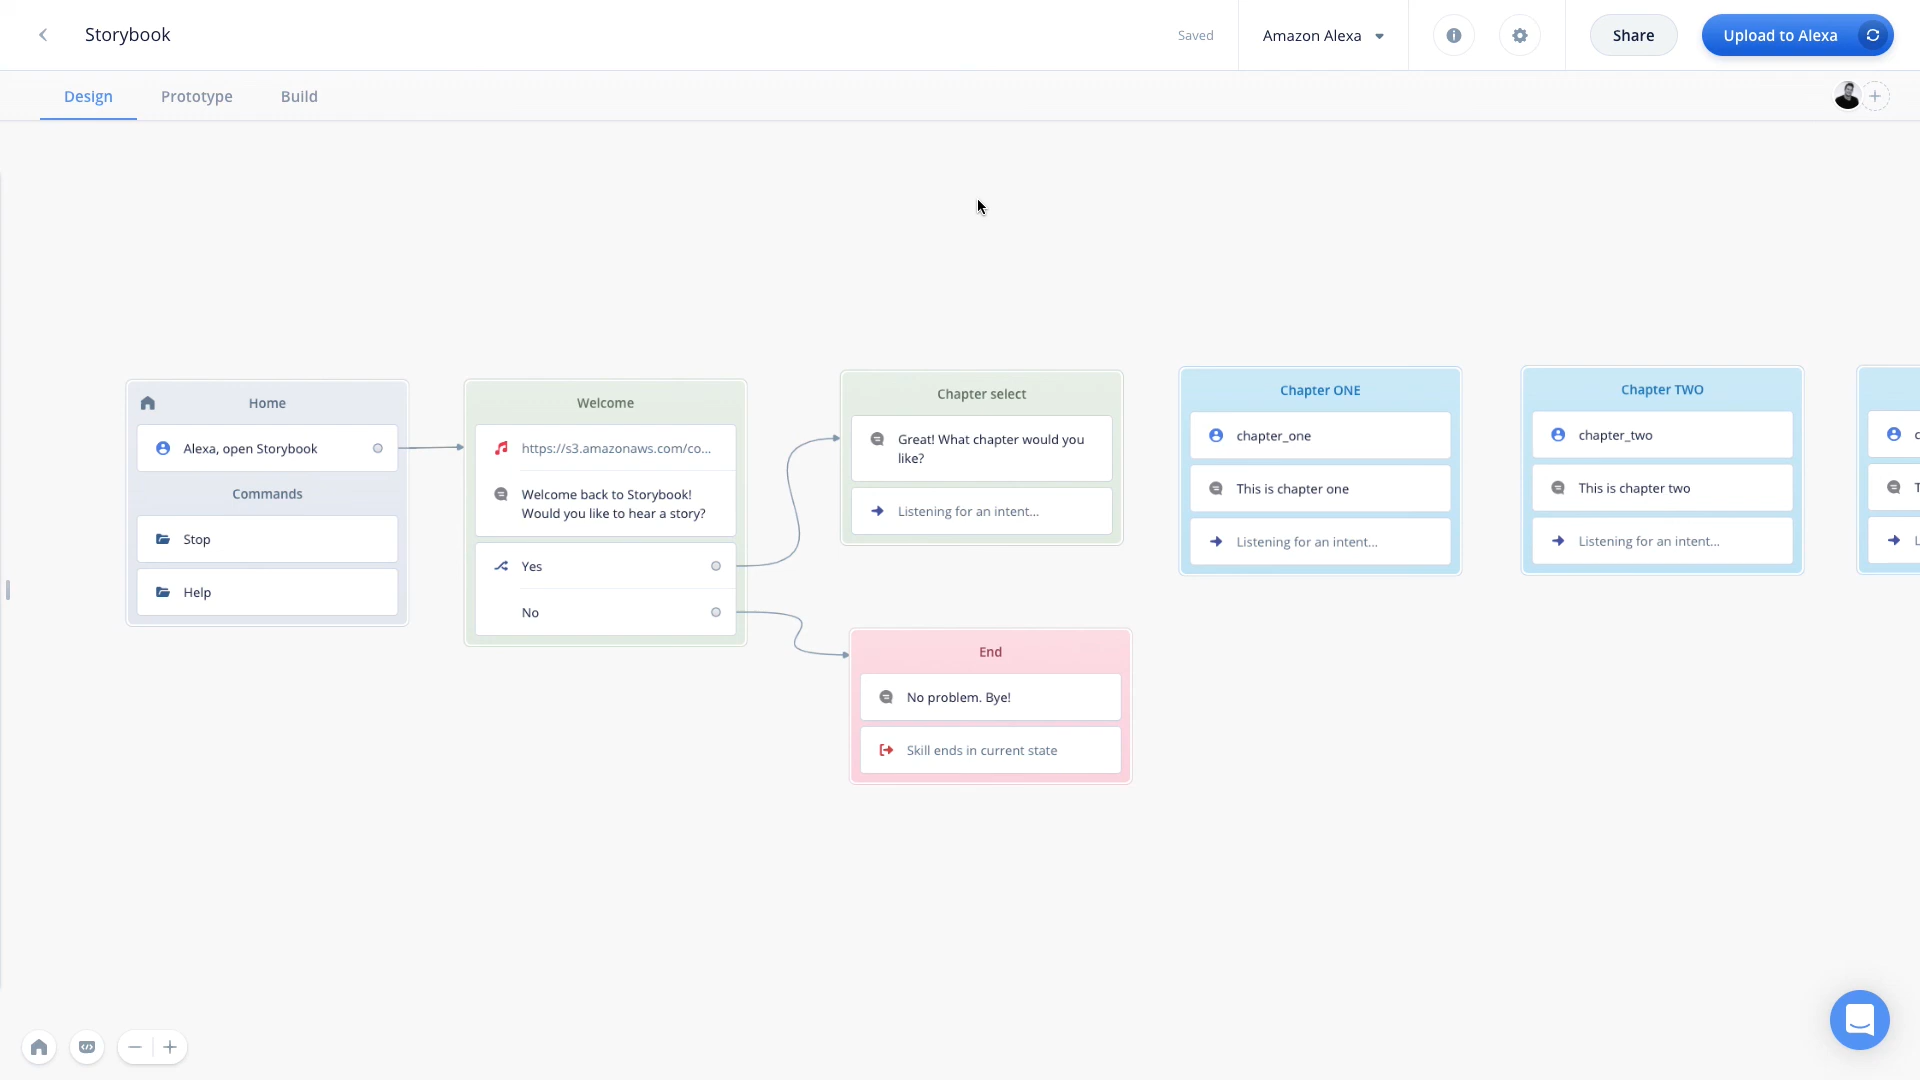 Storybook
Saved
Amazon Alexa
Share
Upload to Alexa
Design
Prototype
Build
Home
Alexa, open Storybook
Commands
Stop
Help
Welcome
https://s3.amazonaws.com/co...
Welcome back to Storybook!
Would you like to hear a story?
Yes
No
Chapter select
Great! What chapter would you
like?
Listening for an intent...
End
No problem. Bye!
Skill ends in current state
Chapter ONE
chapter_one
This is chapter one
Listening for an intent...
Chapter TWO
chapter_two
This is chapter two
Listening for an intent...